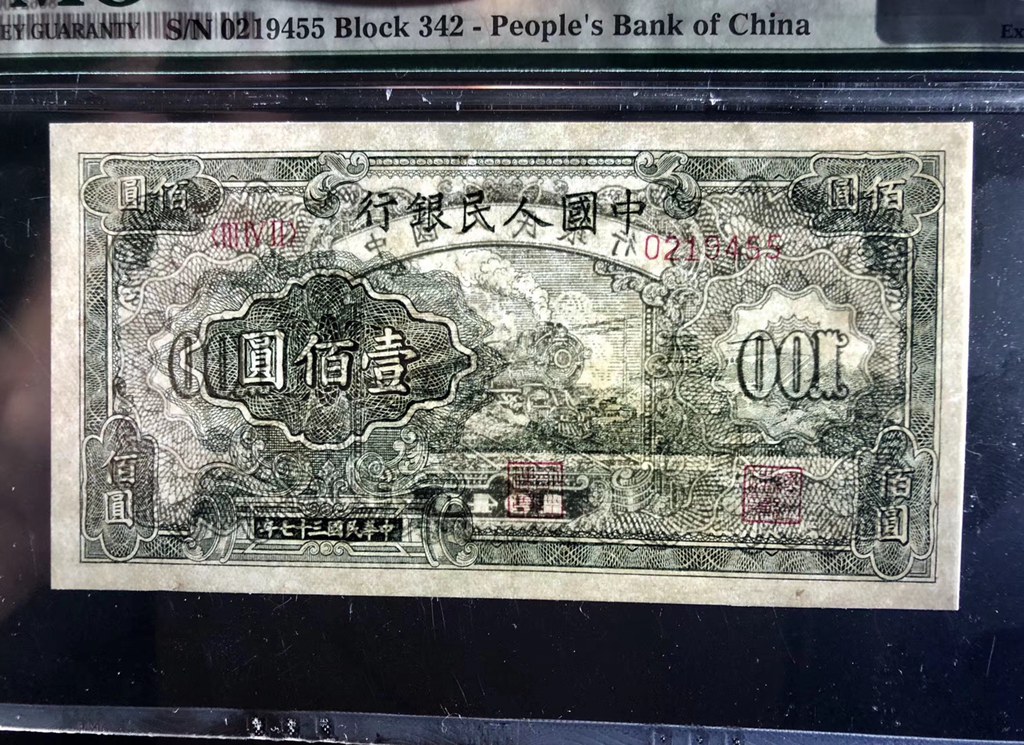 EY GUARANTY S/N 0219455 Block 342 - People's Bank of China Ex
佰圓
佰圓
中國人民銀行
〈III IV II〉
0219455
壹佰圓
佰圓
佰圓
中華民國三十七年